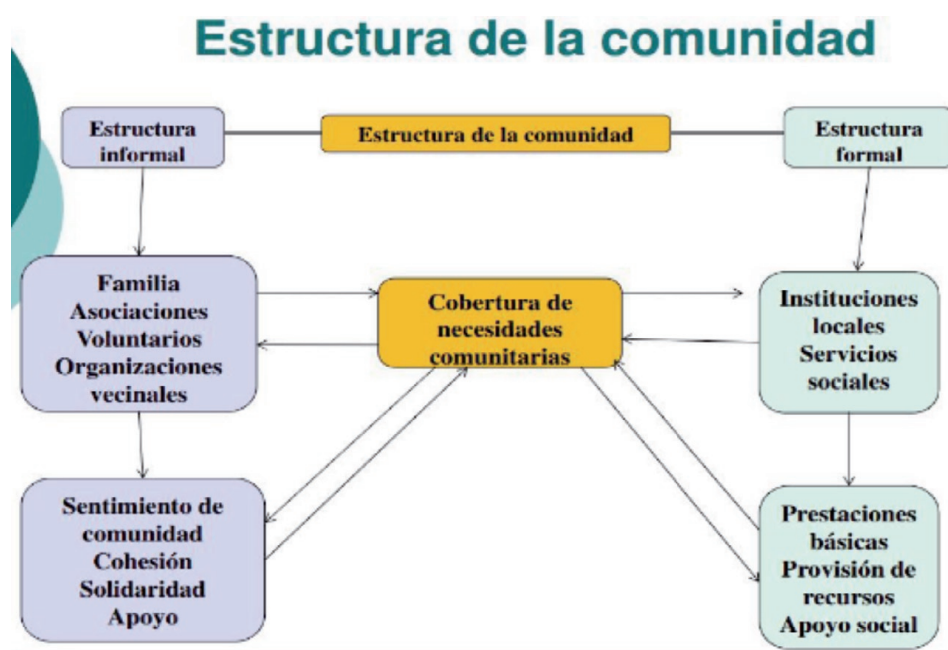 Estructura de la comunidad
Estructura
informal
Estructura de la comunidad
Estructura
formal
Familia
Asociaciones
Voluntarios
Organizaciones
vecinales
Cobertura de
necesidades
comunitarias
Instituciones
locales
Servicios
sociales
Sentimiento de
comunidad
Cohesión
Solidaridad
Apoyo
Prestaciones
básicas
Provisión de
recursos
Apoyo social